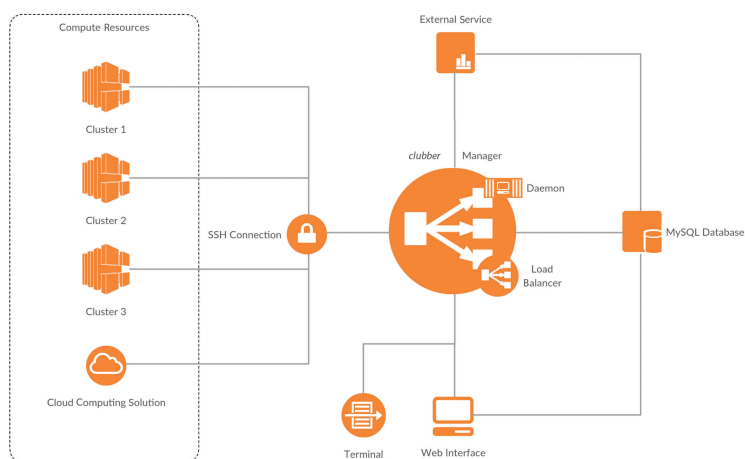 Compute Resources
External Service
Cluster 1
clubber Manager
Daemon
Cluster 2
SSH Connection
MySQL Database
Load
Balancer
Cluster 3
Cloud Computing Solution
Terminal
Web Interface